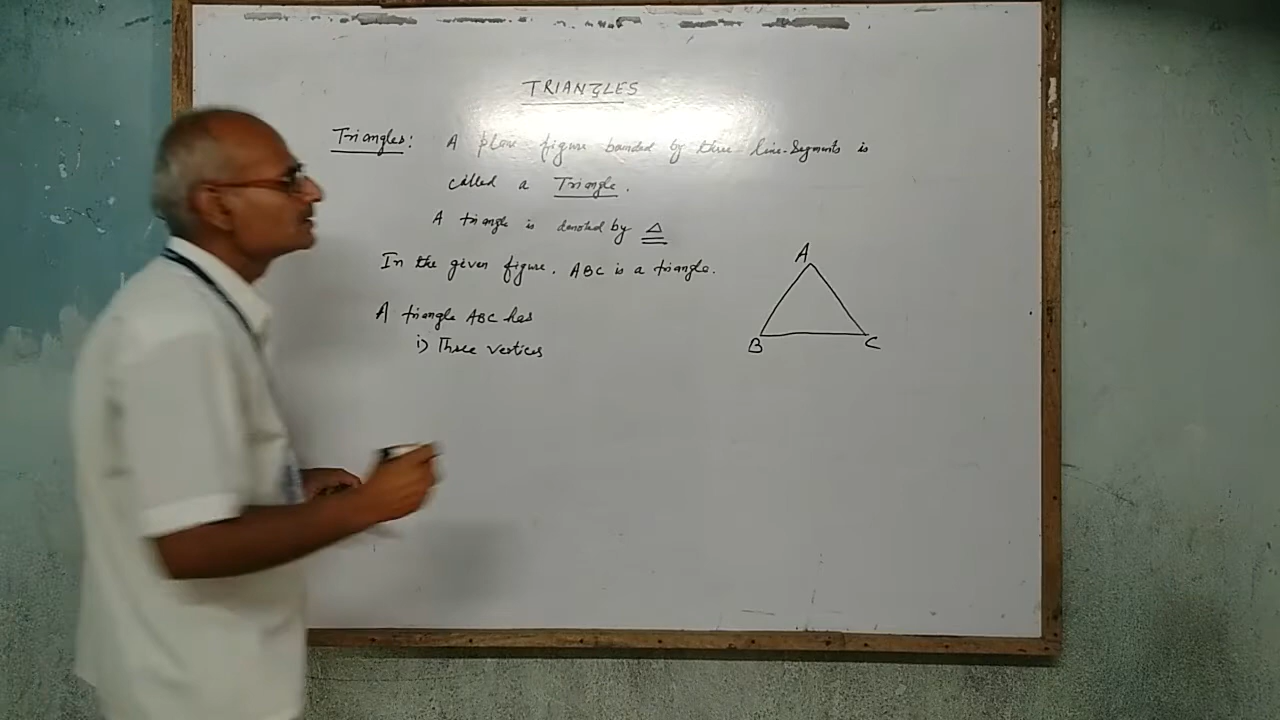 TRIANGLES
Triangles: A plane figure bounded by three line-segments is
called a Triangle.
A triangle is denoted by △
In the given figure. ABC is a triangle.
A triangle ABC has
i) Three vertices
A
B
C